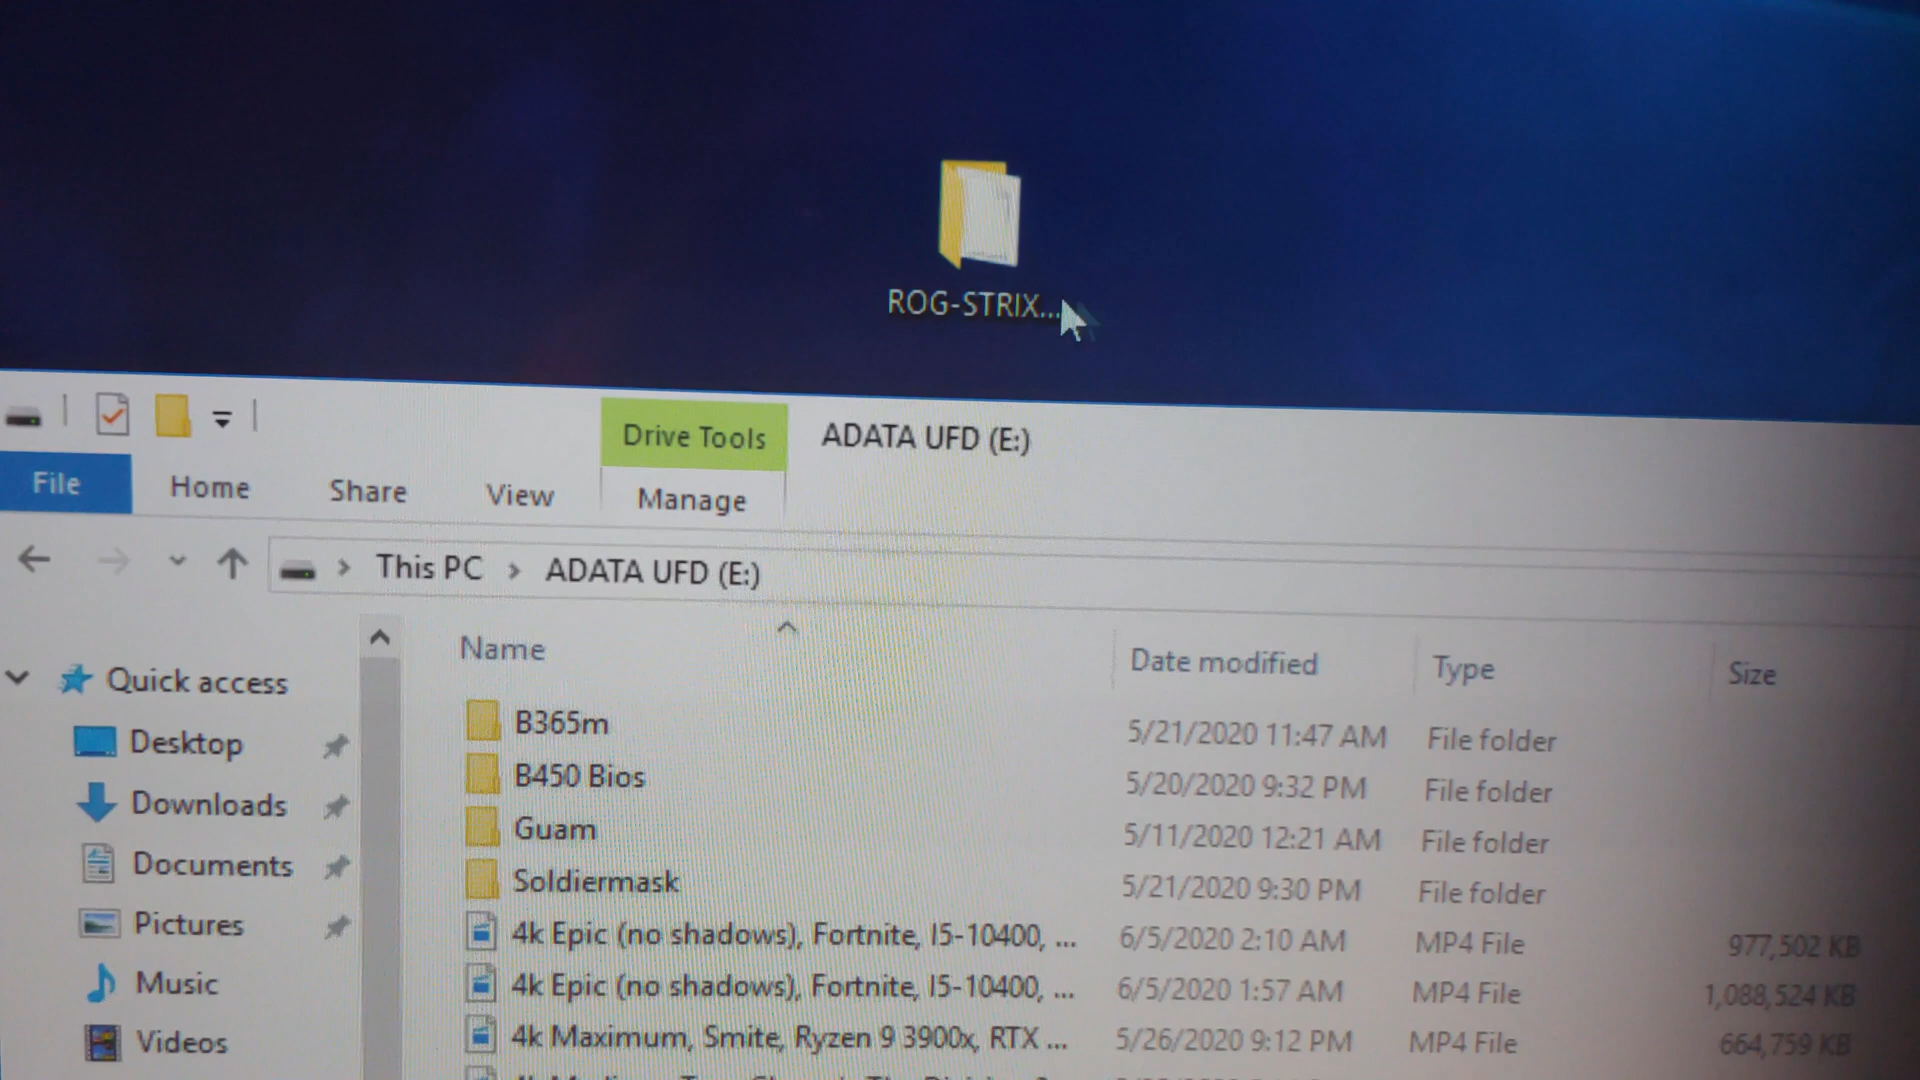 ROG-STRIX...
Drive Tools
ADATA UFD (E:)
File
Home
Share
View
Manage
This PC
ADATA UFD (E:)
Name
Date modified
Type
Size
Quick access
Desktop
Downloads
Documents
Pictures
Music
Videos
B365m 5/21/2020 11:47 AM File folder
B450 Bios 5/20/2020 9:32 PM File folder
Guam 5/11/2020 12:21 AM File folder
Soldiermask 5/21/2020 9:30 PM File folder
4k Epic (no shadows), Fortnite, I5-10400, ... 6/5/2020 2:10 AM MP4 File 977,502 KB
4k Epic (no shadows), Fortnite, I5-10400, ... 6/5/2020 1:57 AM MP4 File 1,088,524 KB
4k Maximum, Smite, Ryzen 9 3900x, RTX ... 5/26/2020 9:12 PM MP4 File 664,759 KB